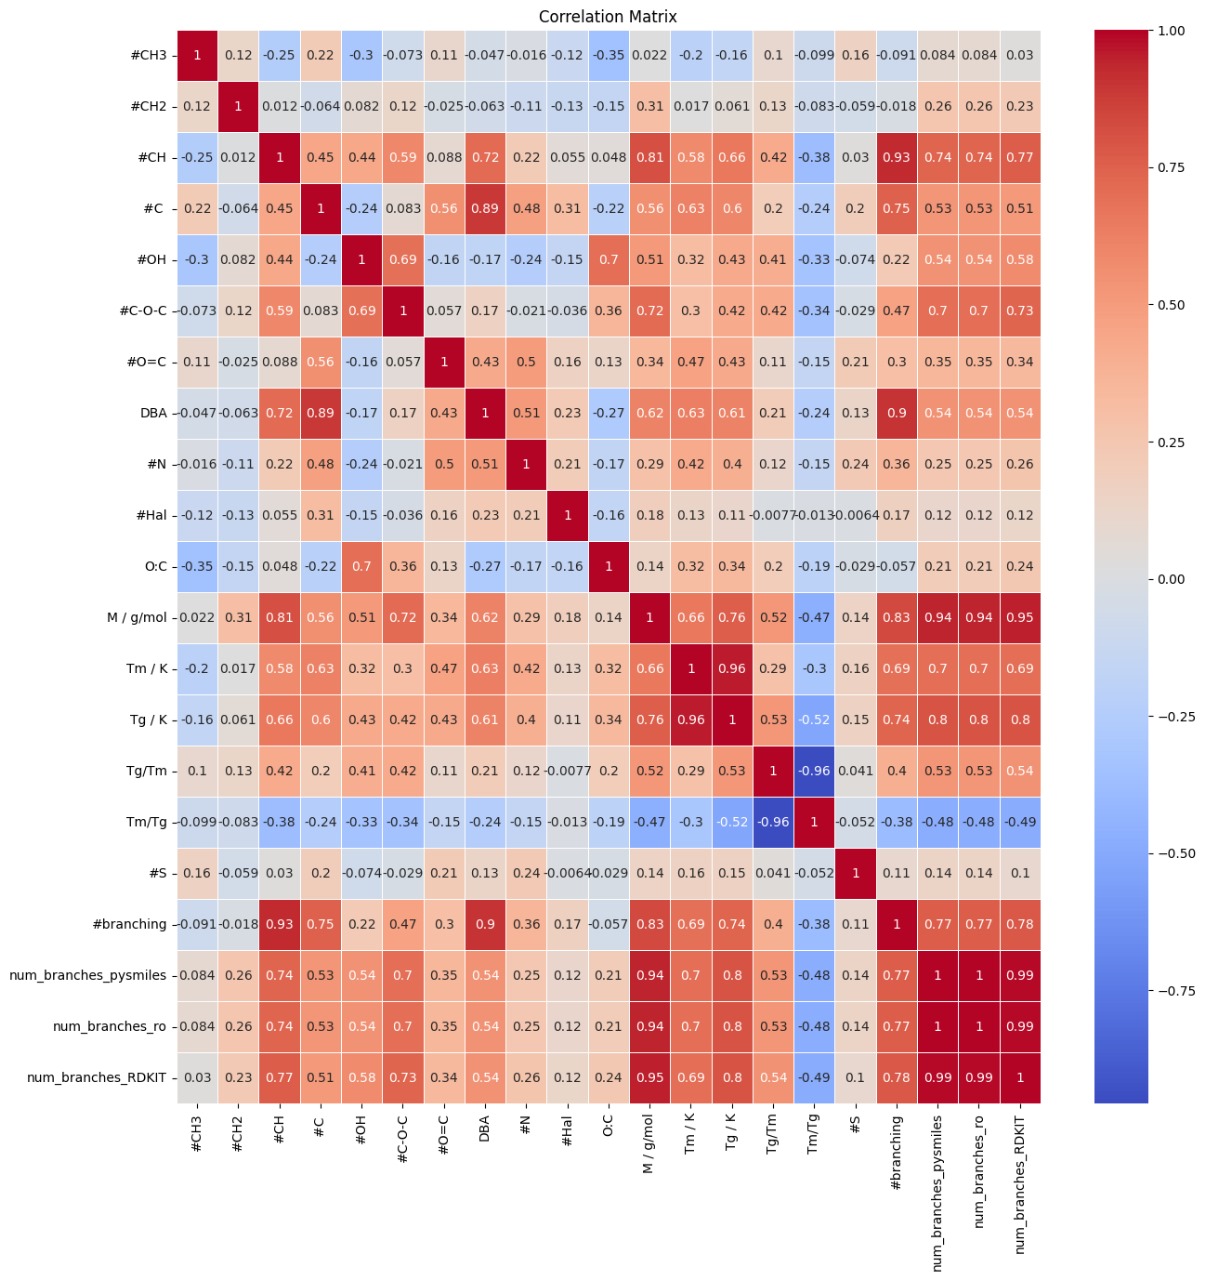 Correlation Matrix
#CH3 1 0.12 -0.25 0.22 -0.3 -0.073 0.11 -0.047 -0.016 -0.12 -0.35 0.022 -0.2 -0.16 0.1 -0.099 0.16 -0.091 0.084 0.084 0.03
#CH2 0.12 1 0.012 -0.064 0.082 0.12 -0.025 -0.063 -0.11 -0.13 -0.15 0.31 0.017 0.061 0.13 -0.083 -0.059 -0.018 0.26 0.26 0.23
#CH -0.25 0.012 1 0.45 0.44 0.59 0.088 0.72 0.22 0.055 0.048 0.81 0.58 0.66 0.42 -0.38 0.03 0.93 0.74 0.74 0.77
#C 0.22 -0.064 0.45 1 -0.24 0.083 0.56 0.89 0.48 0.31 -0.22 0.56 0.63 0.6 0.2 -0.24 0.2 0.75 0.53 0.53 0.51
#OH -0.3 0.082 0.44 -0.24 1 0.69 -0.16 -0.17 -0.24 -0.15 0.7 0.51 0.32 0.43 0.41 -0.33 -0.074 0.22 0.54 0.54 0.58
#C-O-C -0.073 0.12 0.59 0.083 0.69 1 0.057 0.17 -0.021 -0.036 0.36 0.72 0.3 0.42 0.42 -0.34 -0.029 0.47 0.7 0.7 0.73
#O=C 0.11 -0.025 0.088 0.56 -0.16 0.057 1 0.43 0.5 0.16 0.13 0.34 0.47 0.43 0.11 -0.15 0.21 0.3 0.35 0.35 0.34
DBA -0.047 -0.063 0.72 0.89 -0.17 0.17 0.43 1 0.51 0.23 -0.27 0.62 0.63 0.61 0.21 -0.24 0.13 0.9 0.54 0.54 0.54
#N -0.016 -0.11 0.22 0.48 -0.24 -0.021 0.5 0.51 1 0.21 -0.17 0.29 0.42 0.4 0.12 -0.15 0.24 0.36 0.25 0.25 0.26
#Hal -0.12 -0.13 0.055 0.31 -0.15 -0.036 0.16 0.23 0.21 1 -0.16 0.18 0.13 0.11 -0.0077 -0.013 -0.0064 0.17 0.12 0.12 0.12
O:C -0.35 -0.15 0.048 -0.22 0.7 0.36 0.13 -0.27 -0.17 -0.16 1 0.14 0.32 0.34 0.2 -0.19 -0.029 -0.057 0.21 0.21 0.24
M / g/mol 0.022 0.31 0.81 0.56 0.51 0.72 0.34 0.62 0.29 0.18 0.14 1 0.66 0.76 0.52 -0.47 0.14 0.83 0.94 0.94 0.95
Tm / K -0.2 0.017 0.58 0.63 0.32 0.3 0.47 0.63 0.42 0.13 0.32 0.66 1 0.96 0.29 -0.3 0.16 0.69 0.7 0.7 0.69
Tg / K -0.16 0.061 0.66 0.6 0.43 0.42 0.43 0.61 0.4 0.11 0.34 0.76 0.96 1 0.53 -0.52 0.15 0.74 0.8 0.8 0.8
Tg/Tm 0.1 0.13 0.42 0.2 0.41 0.42 0.11 0.21 0.12 -0.0077 0.2 0.52 0.29 0.53 1 -0.96 0.041 0.4 0.53 0.53 0.54
Tm/Tg -0.099 -0.083 -0.38 -0.24 -0.33 -0.34 -0.15 -0.24 -0.15 -0.013 -0.19 -0.47 -0.3 -0.52 -0.96 1 -0.052 -0.38 -0.48 -0.48 -0.49
#S 0.16 -0.059 0.03 0.2 -0.074 -0.029 0.21 0.13 0.24 -0.0064 -0.029 0.14 0.16 0.15 0.041 -0.052 1 0.11 0.14 0.14 0.1
#branching -0.091 -0.018 0.93 0.75 0.22 0.47 0.3 0.9 0.36 0.17 -0.057 0.83 0.69 0.74 0.4 -0.38 0.11 1 0.77 0.77 0.78
num_branches_pysmiles 0.084 0.26 0.74 0.53 0.54 0.7 0.35 0.54 0.25 0.12 0.21 0.94 0.7 0.8 0.53 -0.48 0.14 0.77 1 1 0.99
num_branches_ro 0.084 0.26 0.74 0.53 0.54 0.7 0.35 0.54 0.25 0.12 0.21 0.94 0.7 0.8 0.53 -0.48 0.14 0.77 1 1 0.99
num_branches_RDKIT 0.03 0.23 0.77 0.51 0.58 0.73 0.34 0.54 0.26 0.12 0.24 0.95 0.69 0.8 0.54 -0.49 0.1 0.78 0.99 0.99 1
#CH3 #CH2 #CH #C #OH #C-O-C #O=C DBA #N #Hal O:C M / g/mol Tm / K Tg / K Tg/Tm Tm/Tg #S #branching num_branches_pysmiles num_branches_ro num_branches_RDKIT
1.00
0.75
0.50
0.25
0.00
−0.25
−0.50
−0.75